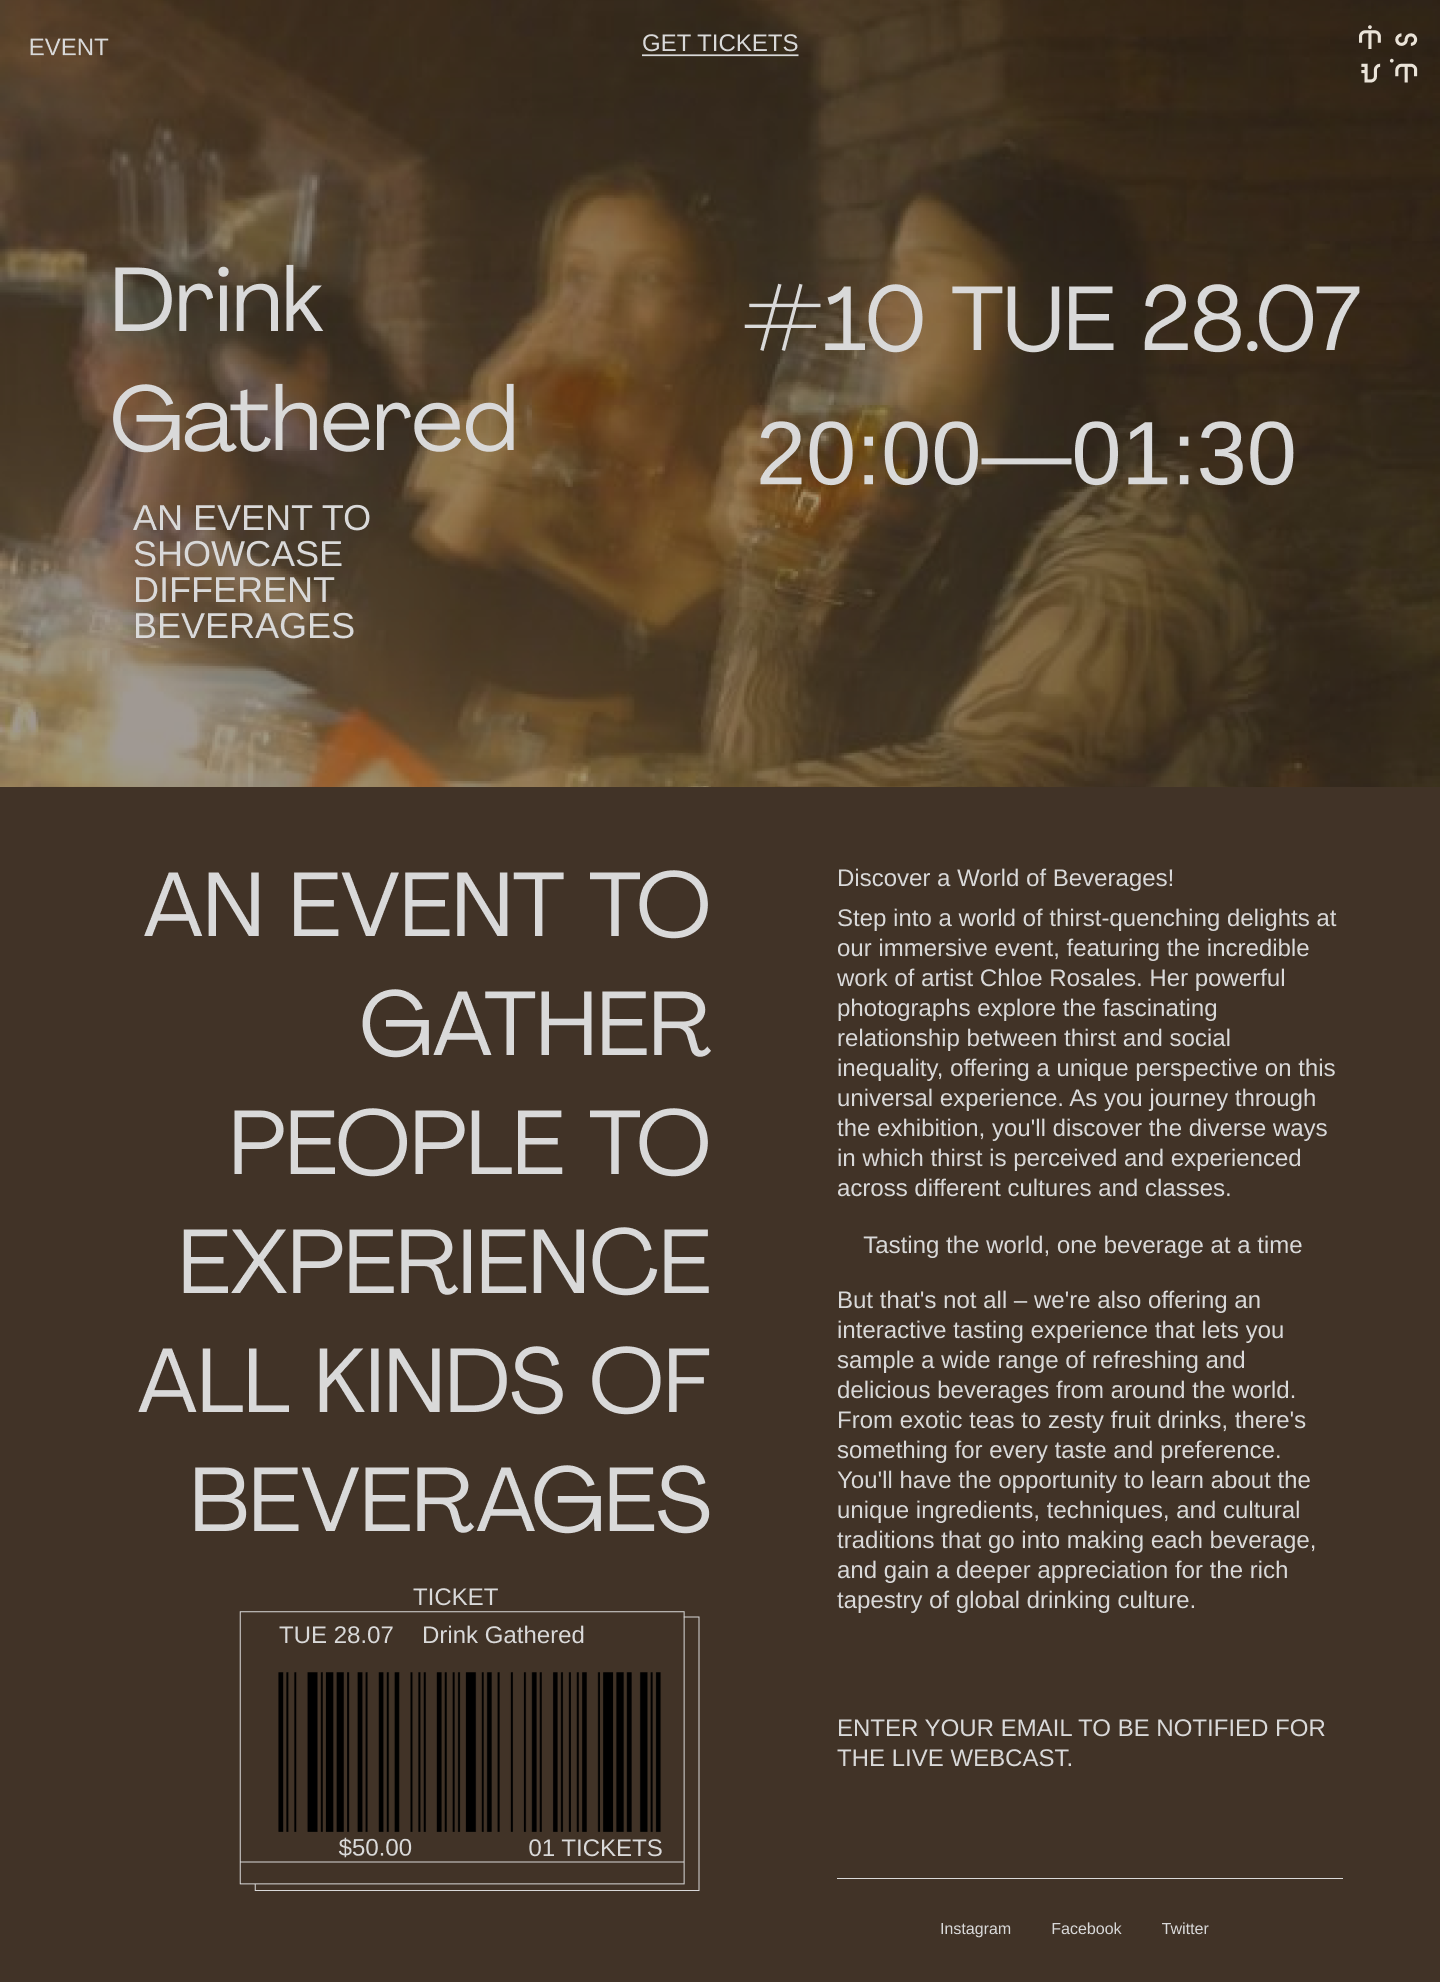 EVENT
GET TICKETS
Drink
Gathered
AN EVENT TO
SHOWCASE
DIFFERENT
BEVERAGES
#10 TUE 28.07
20:00—01:30
AN EVENT TO
GATHER
PEOPLE TO
EXPERIENCE
ALL KINDS OF
BEVERAGES
TICKET
TUE 28.07 Drink Gathered
$50.00 01 TICKETS
Discover a World of Beverages!
Step into a world of thirst-quenching delights at
our immersive event, featuring the incredible
work of artist Chloe Rosales. Her powerful
photographs explore the fascinating
relationship between thirst and social
inequality, offering a unique perspective on this
universal experience. As you journey through
the exhibition, you'll discover the diverse ways
in which thirst is perceived and experienced
across different cultures and classes.
Tasting the world, one beverage at a time
But that's not all – we're also offering an
interactive tasting experience that lets you
sample a wide range of refreshing and
delicious beverages from around the world.
From exotic teas to zesty fruit drinks, there's
something for every taste and preference.
You'll have the opportunity to learn about the
unique ingredients, techniques, and cultural
traditions that go into making each beverage,
and gain a deeper appreciation for the rich
tapestry of global drinking culture.
ENTER YOUR EMAIL TO BE NOTIFIED FOR
THE LIVE WEBCAST.
Instagram Facebook Twitter